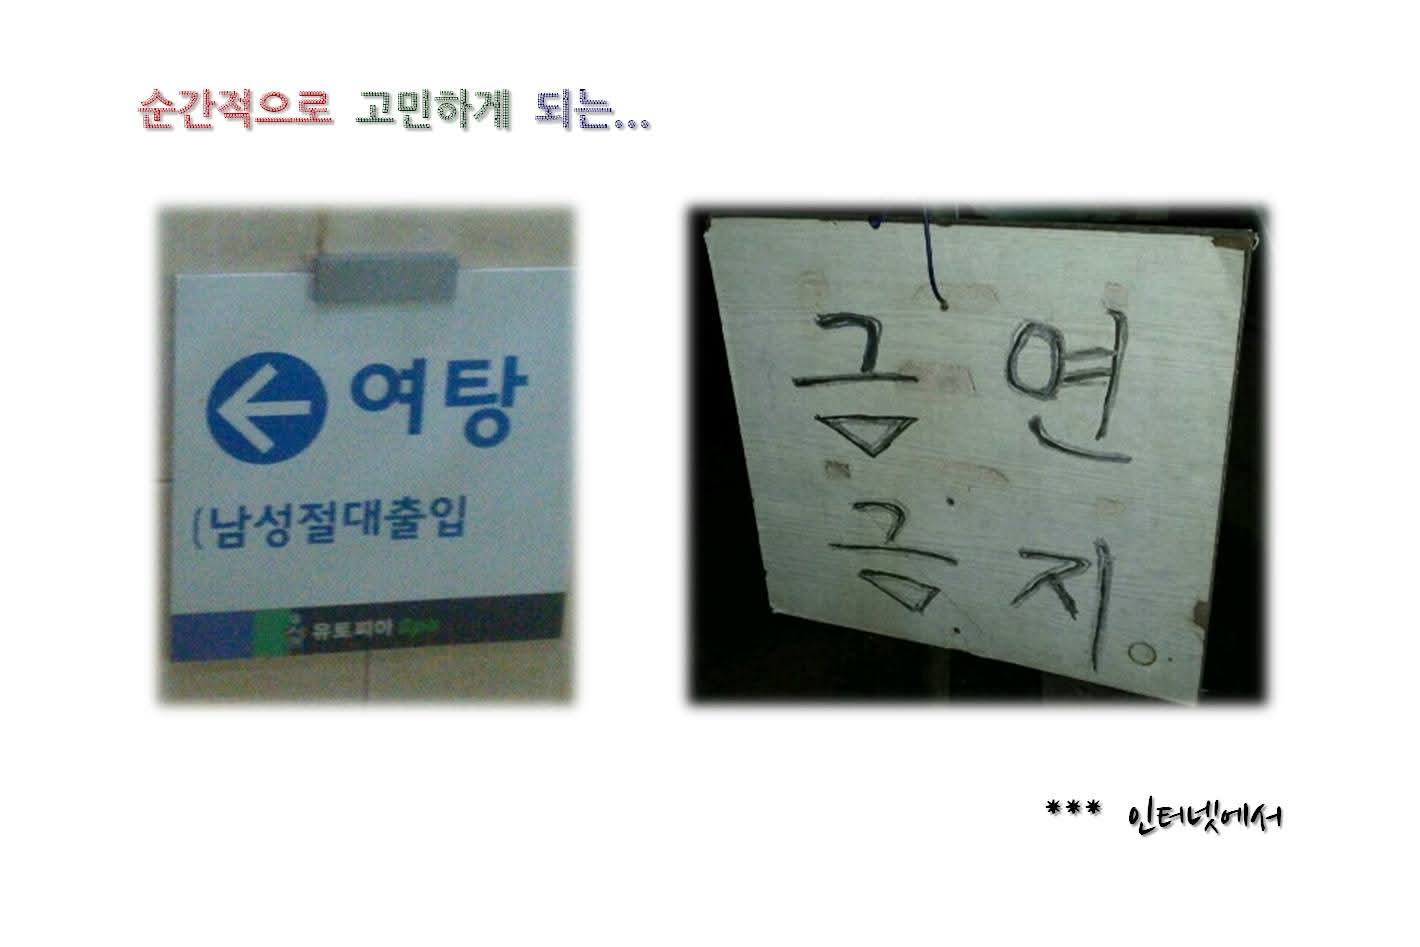 순간적으로 고민하게 되는...
여탕
(남성절대출입
유토피아 Spa
금연
금지。
*** 인터넷에서